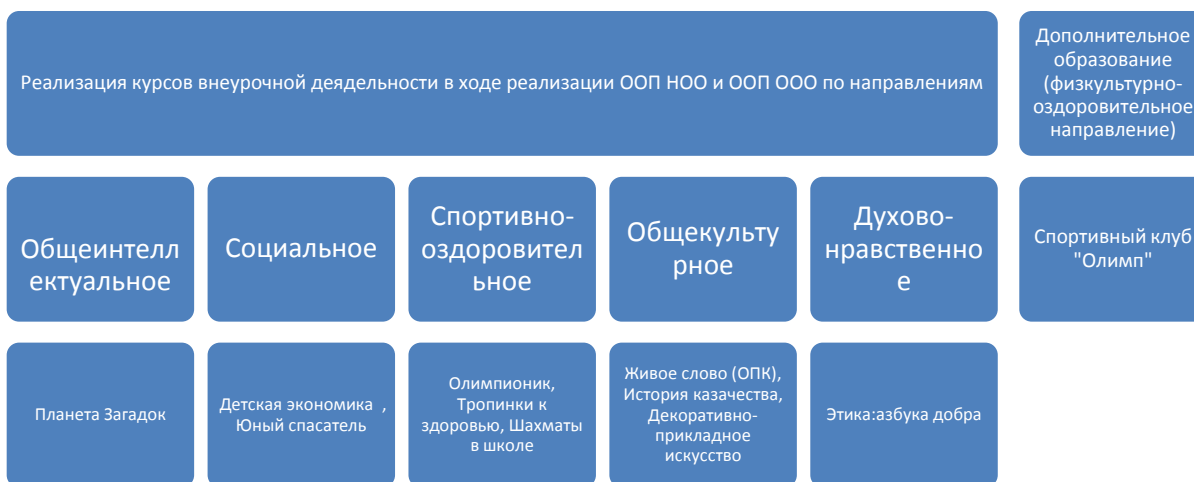 Реализация курсов внеурочной деядельности в ходе реализации ООП НОО и ООП ООО по направлениям
Дополнительное
образование
(физкультурно-
оздоровительное
направление)
Общеинтелл
ектуальное
Социальное
Спортивно-
оздоровител
ьное
Общекульту
рное
Духово-
нравственно
е
Спортивный клуб
"Олимп"
Планета Загадок
Детская экономика ,
Юный спасатель
Олимпионик,
Тропинки к
здоровью, Шахматы
в школе
Живое слово (ОПК),
История казачества,
Декоративно-
прикладное
искусство
Этика:азбука добра